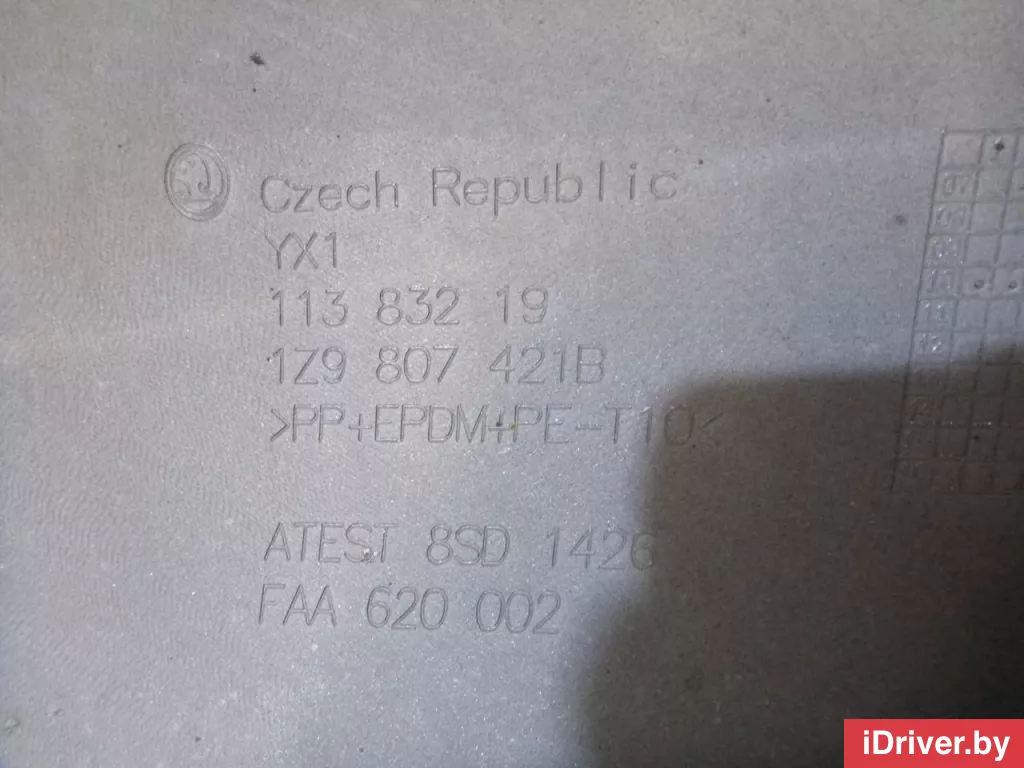 Czech Republic
YX1
113 832 19
1Z9 807 421B
>PP+EPDM+PE-T10<
ATEST 8SD 1426
FAA 620 002
iDriver.by